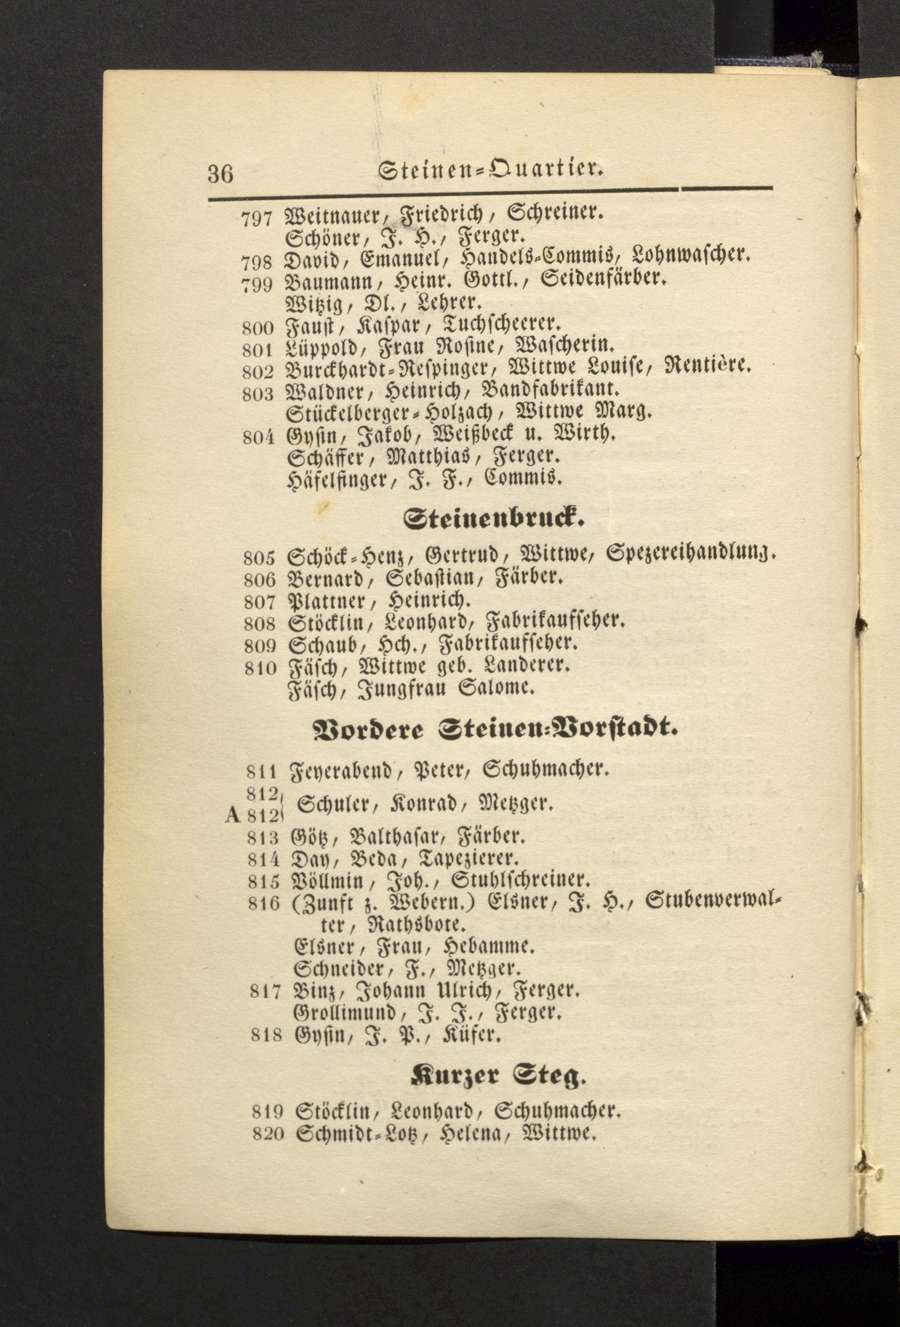 36 Steinen-Quartier.
797 Weitnauer, Friedrich, Schreiner.
Schöner, J. H., Ferger.
798 David, Emanuel, Handels-Commis, Lohnwascher.
799 Baumann, Heinr. Gottl., Seidenfärber.
Witzig, Dl., Lehrer.
800 Faust, Kaspar, Tuchscheerer.
801 Lüppold, Frau Rosine, Wascherin.
802 Burckhardt-Respinger, Wittwe Louise, Rentière.
803 Waldner, Heinrich, Bandfabrikant.
Stückelberger-Holzach, Wittwe Marg.
804 Gysin, Jakob, Weißbeck u. Wirth.
Schäffer, Matthias, Ferger.
Häfelfinger, J. F., Commis.
Steinenbruck.
805 Schöck-Henz, Gertrud, Wittwe, Spezereihandlung.
806 Bernard, Sebastian, Färber.
807 Plattner, Heinrich.
808 Stöcklin, Leonhard, Fabrikaufseher.
809 Schaub, Hch., Fabrikaufseher.
810 Fäsch, Wittwe geb. Landerer.
Fäsch, Jungfrau Salome.
Vordere Steinen-Vorstadt.
811 Feyerabend, Peter, Schuhmacher.
812
A 812 Schuler, Konrad, Metzger.
813 Götz, Balthasar, Färber.
814 Day, Beda, Tapezierer.
815 Völlmin, Joh., Stuhlschreiner.
816 (Zunft z. Webern.) Elsner, J. H., Stubenverwal-
ter, Rathsbote.
Elsner, Frau, Hebamme.
Schneider, F., Metzger.
817 Binz, Johann Ulrich, Ferger.
Grollimund, J. J., Ferger.
818 Gysin, J. P., Küfer.
Kurzer Steg.
819 Stöcklin, Leonhard, Schuhmacher.
820 Schmidt-Lotz, Helena, Wittwe.